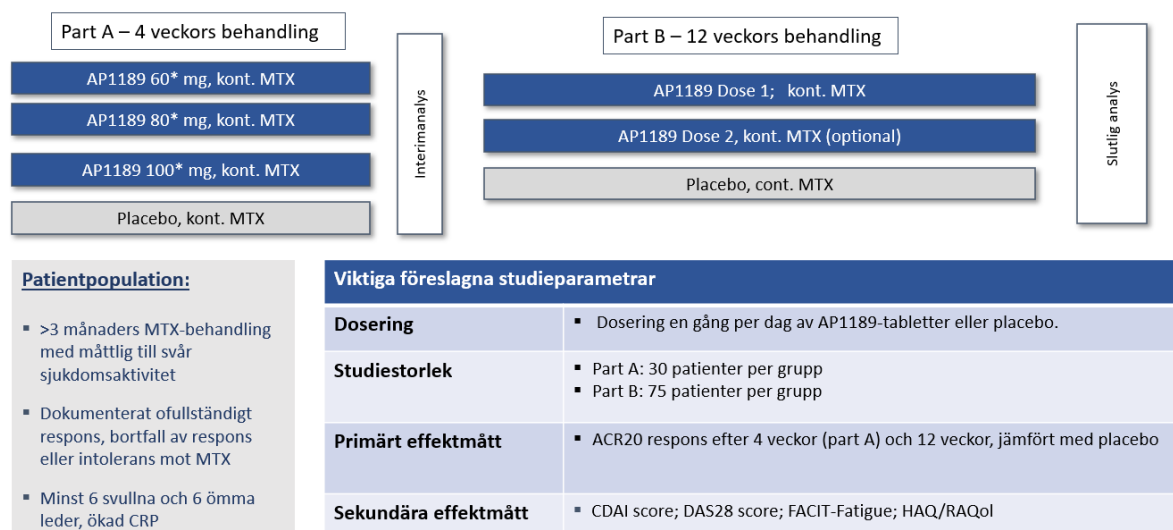 Part A – 4 veckors behandling
AP1189 60* mg, kont. MTX
AP1189 80* mg, kont. MTX
AP1189 100* mg, kont. MTX
Placebo, kont. MTX
Interimanalys
Part B – 12 veckors behandling
AP1189 Dose 1; kont. MTX
AP1189 Dose 2, kont. MTX (optional)
Placebo, cont. MTX
Slutlig analys
Patientpopulation:
▪ >3 månaders MTX-behandling
med måttlig till svår
sjukdomsaktivitet
▪ Dokumenterat ofullständigt
respons, bortfall av respons
eller intolerans mot MTX
▪ Minst 6 svullna och 6 ömma
leder, ökad CRP
Viktiga föreslagna studieparametrar
Dosering
▪ Dosering en gång per dag av AP1189-tabletter eller placebo.
Studiestorlek
▪ Part A: 30 patienter per grupp
▪ Part B: 75 patienter per grupp
Primärt effektmått
▪ ACR20 respons efter 4 veckor (part A) och 12 veckor, jämfört med placebo
Sekundära effektmått
▪ CDAI score; DAS28 score; FACIT-Fatigue; HAQ/RAQol